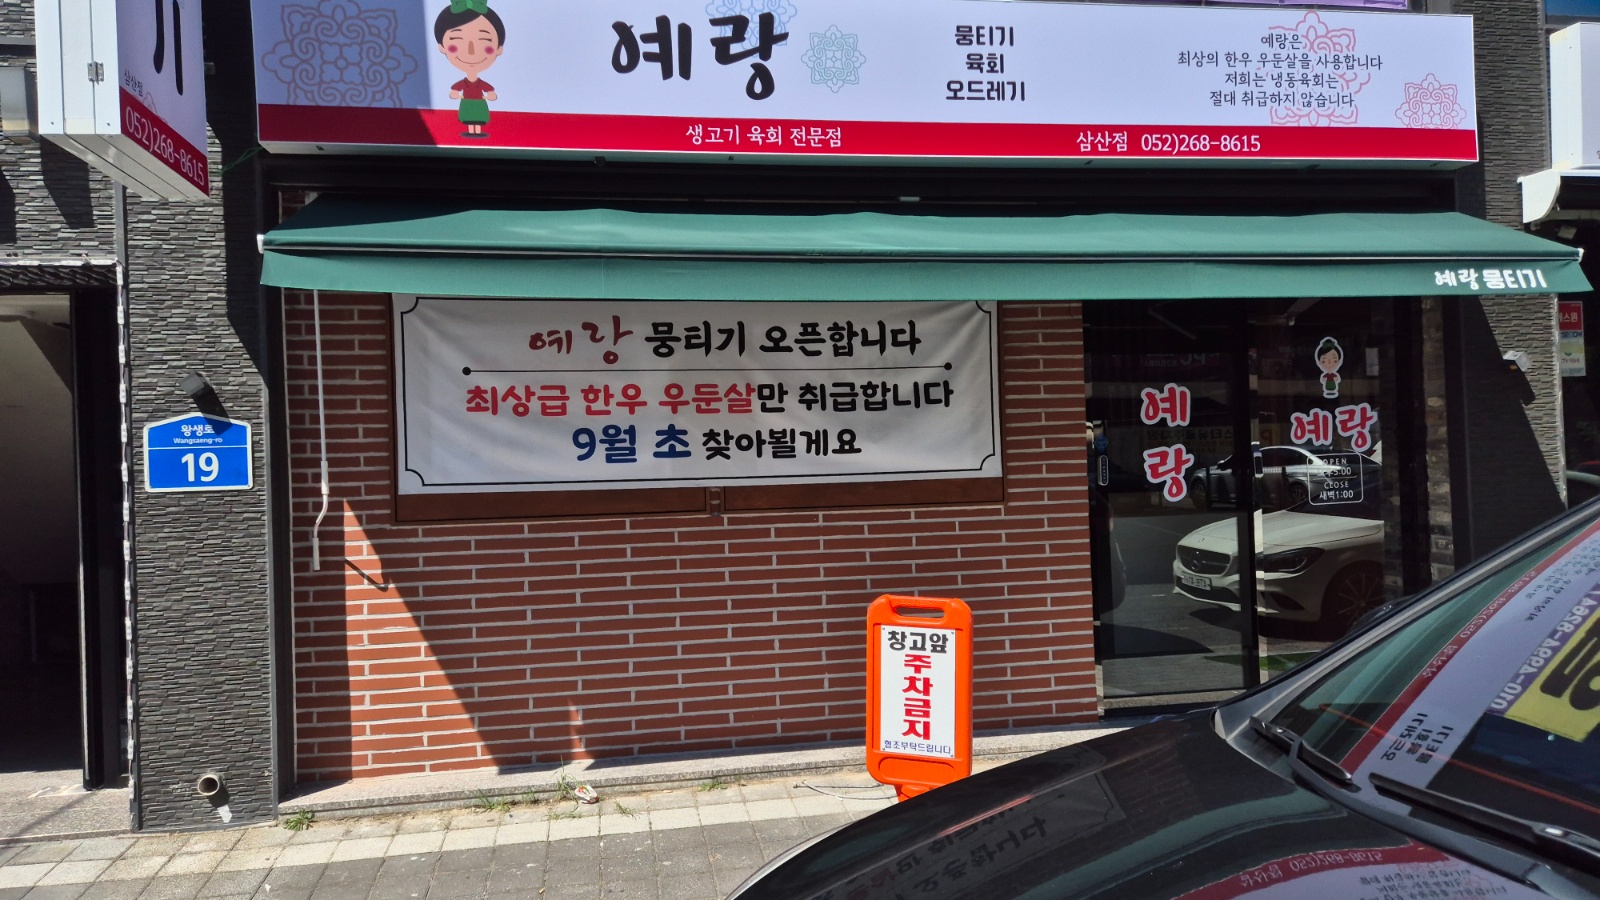 기
삼산점
052)268-8615
예랑
뭉티기
육회
오드레기
예랑은
최상의 한우 우둔살을 사용합니다
저희는 냉동육회는
절대 취급하지 않습니다
생고기 육회 전문점
삼산점 052)268-8615
예랑 뭉티기
예랑 뭉티기 오픈합니다
최상급 한우 우둔살만 취급합니다
9월 초 찾아뵐게요
왕생로
Wangsaeng-ro
19
예
랑
예랑
OPEN
CLOSE
새벽1:00
창고앞
주
차
금
지
협조부탁드립니다